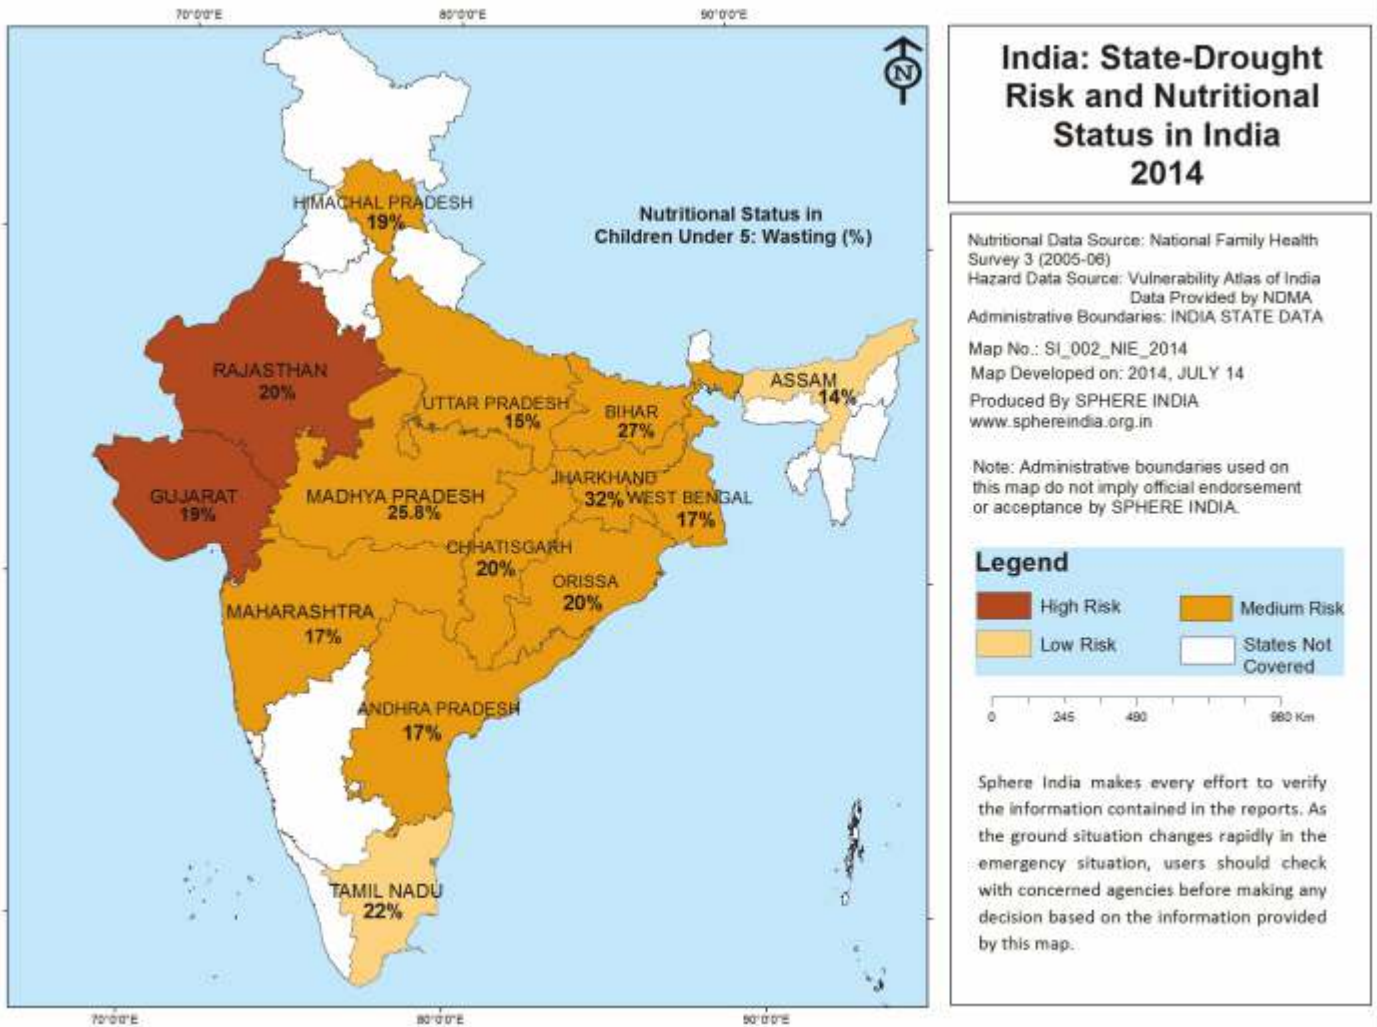 70°0'0"E
80°0'0"E
90°0'0"E
N
India: State-Drought
Risk and Nutritional
Status in India
2014
Nutritional Status in
Children Under 5: Wasting (%)
HIMACHAL PRADESH
19%
RAJASTHAN
20%
UTTAR PRADESH
15%
BIHAR
27%
ASSAM
14%
GUJARAT
19%
MADHYA PRADESH
25.8%
JHARKHAND
32%
WEST BENGAL
17%
CHHATISGARH
20%
ORISSA
20%
MAHARASHTRA
17%
ANDHRA PRADESH
17%
TAMIL NADU
22%
70°0'0"E
80°0'0"E
90°0'0"E
Nutritional Data Source: National Family Health
Survey 3 (2005-06)
Hazard Data Source: Vulnerability Atlas of India
Data Provided by NDMA
Administrative Boundaries: INDIA STATE DATA
Map No.: SI_002_NIE_2014
Map Developed on: 2014, JULY 14
Produced By SPHERE INDIA
www.sphereindia.org.in
Note: Administrative boundaries used on
this map do not imply official endorsement
or acceptance by SPHERE INDIA.
Legend
High Risk
Medium Risk
Low Risk
States Not
Covered
0 245 490 980 Km
Sphere India makes every effort to verify
the information contained in the reports. As
the ground situation changes rapidly in the
emergency situation, users should check
with concerned agencies before making any
decision based on the information provided
by this map.